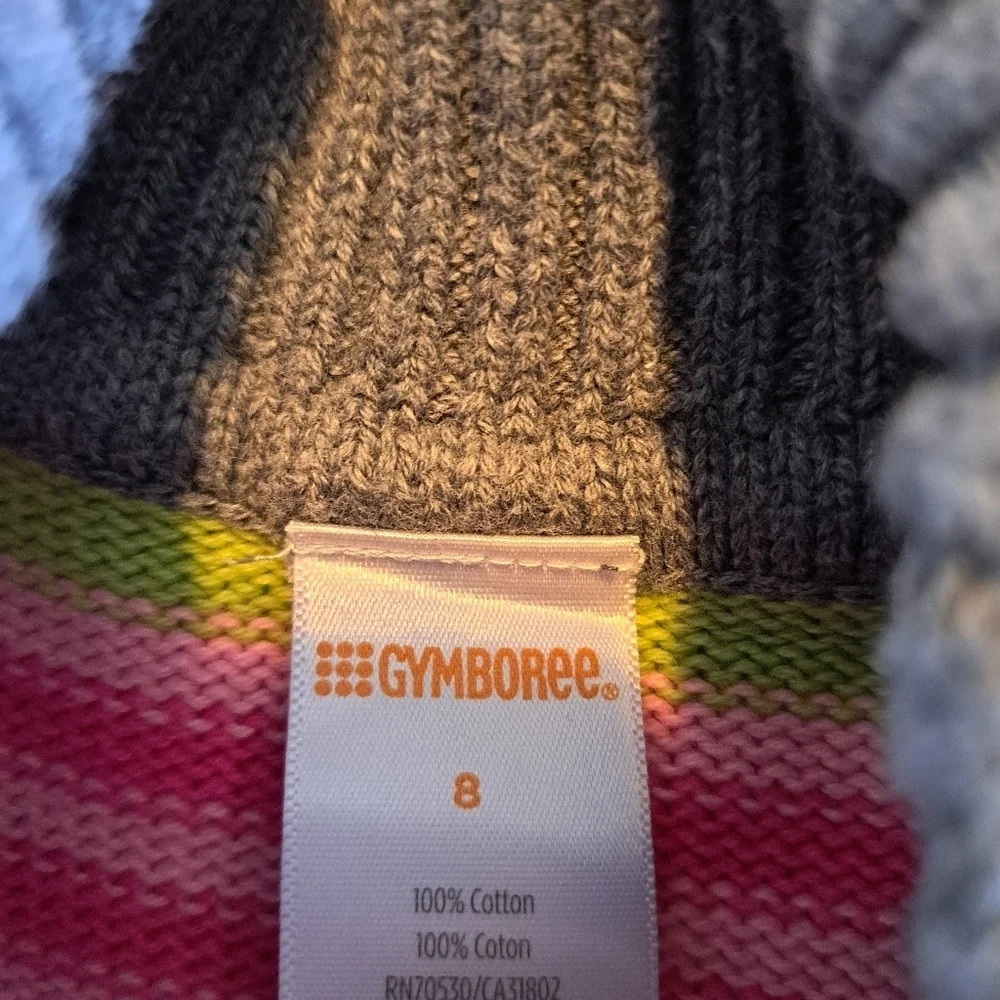 GYMBOREE®
8
100% Cotton
100% Coton
RN70530/CA31802